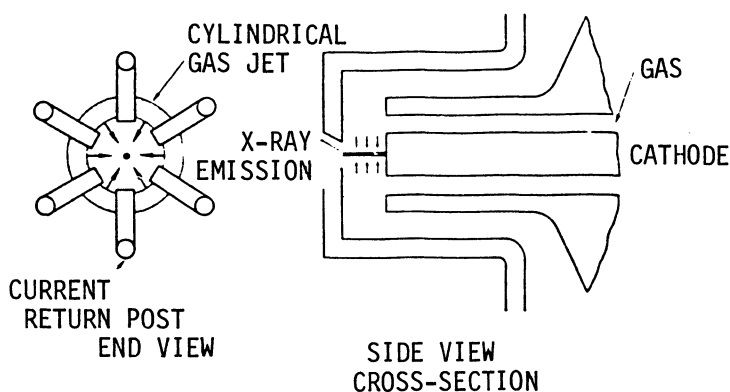 CYLINDRICAL
GAS JET
GAS
X-RAY
EMISSION
CATHODE
CURRENT
RETURN POST
END VIEW
SIDE VIEW
CROSS-SECTION